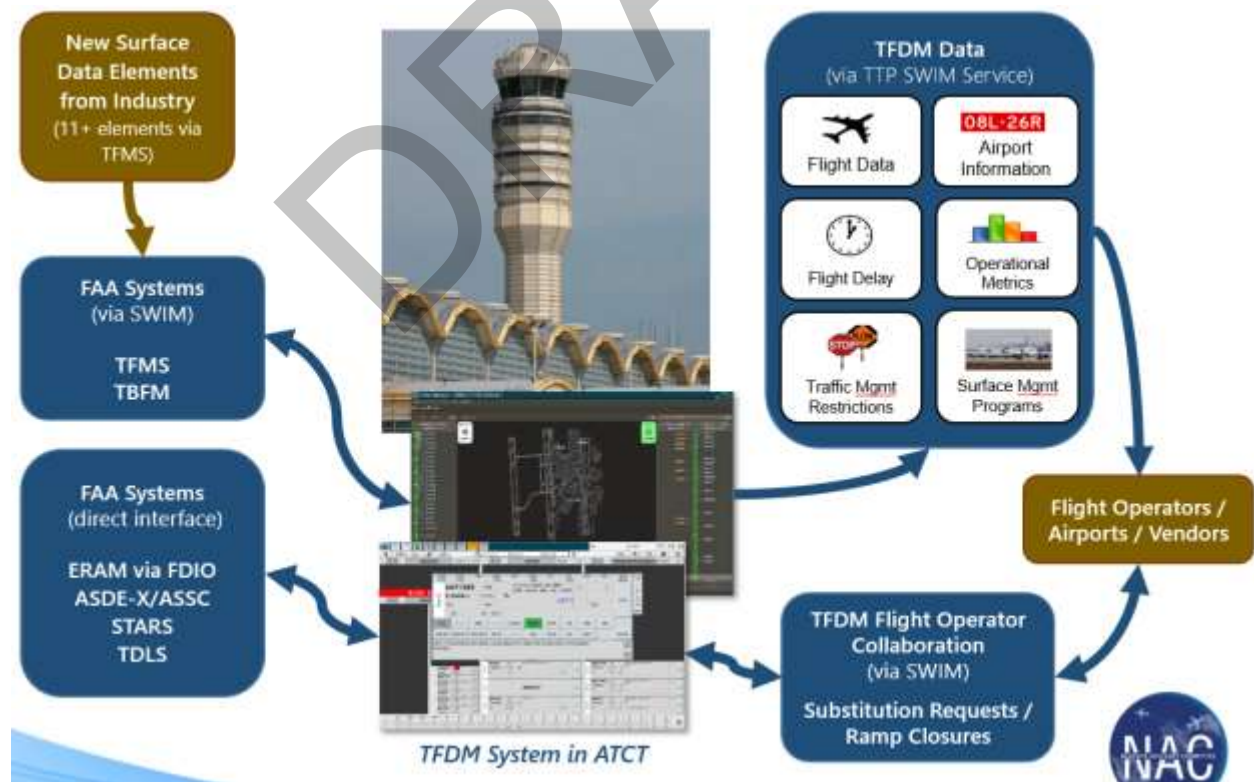 New Surface
Data Elements
from Industry
(11+ elements via
TFMS)
FAA Systems
(via SWIM)
TFMS
TBFM
FAA Systems
(direct interface)
ERAM via FDIO
ASDE-X/ASSC
STARS
TDLS
DRA
TFDM System in ATCT
TFDM Data
(via TTP SWIM Service)
Flight Data
08L-26R
Airport
Information
Flight Delay
Operational
Metrics
STOP
Traffic Mgmt
Restrictions
Surface Mgmt
Programs
Flight Operators /
Airports / Vendors
TFDM Flight Operator
Collaboration
(via SWIM)
Substitution Requests /
Ramp Closures
NAC